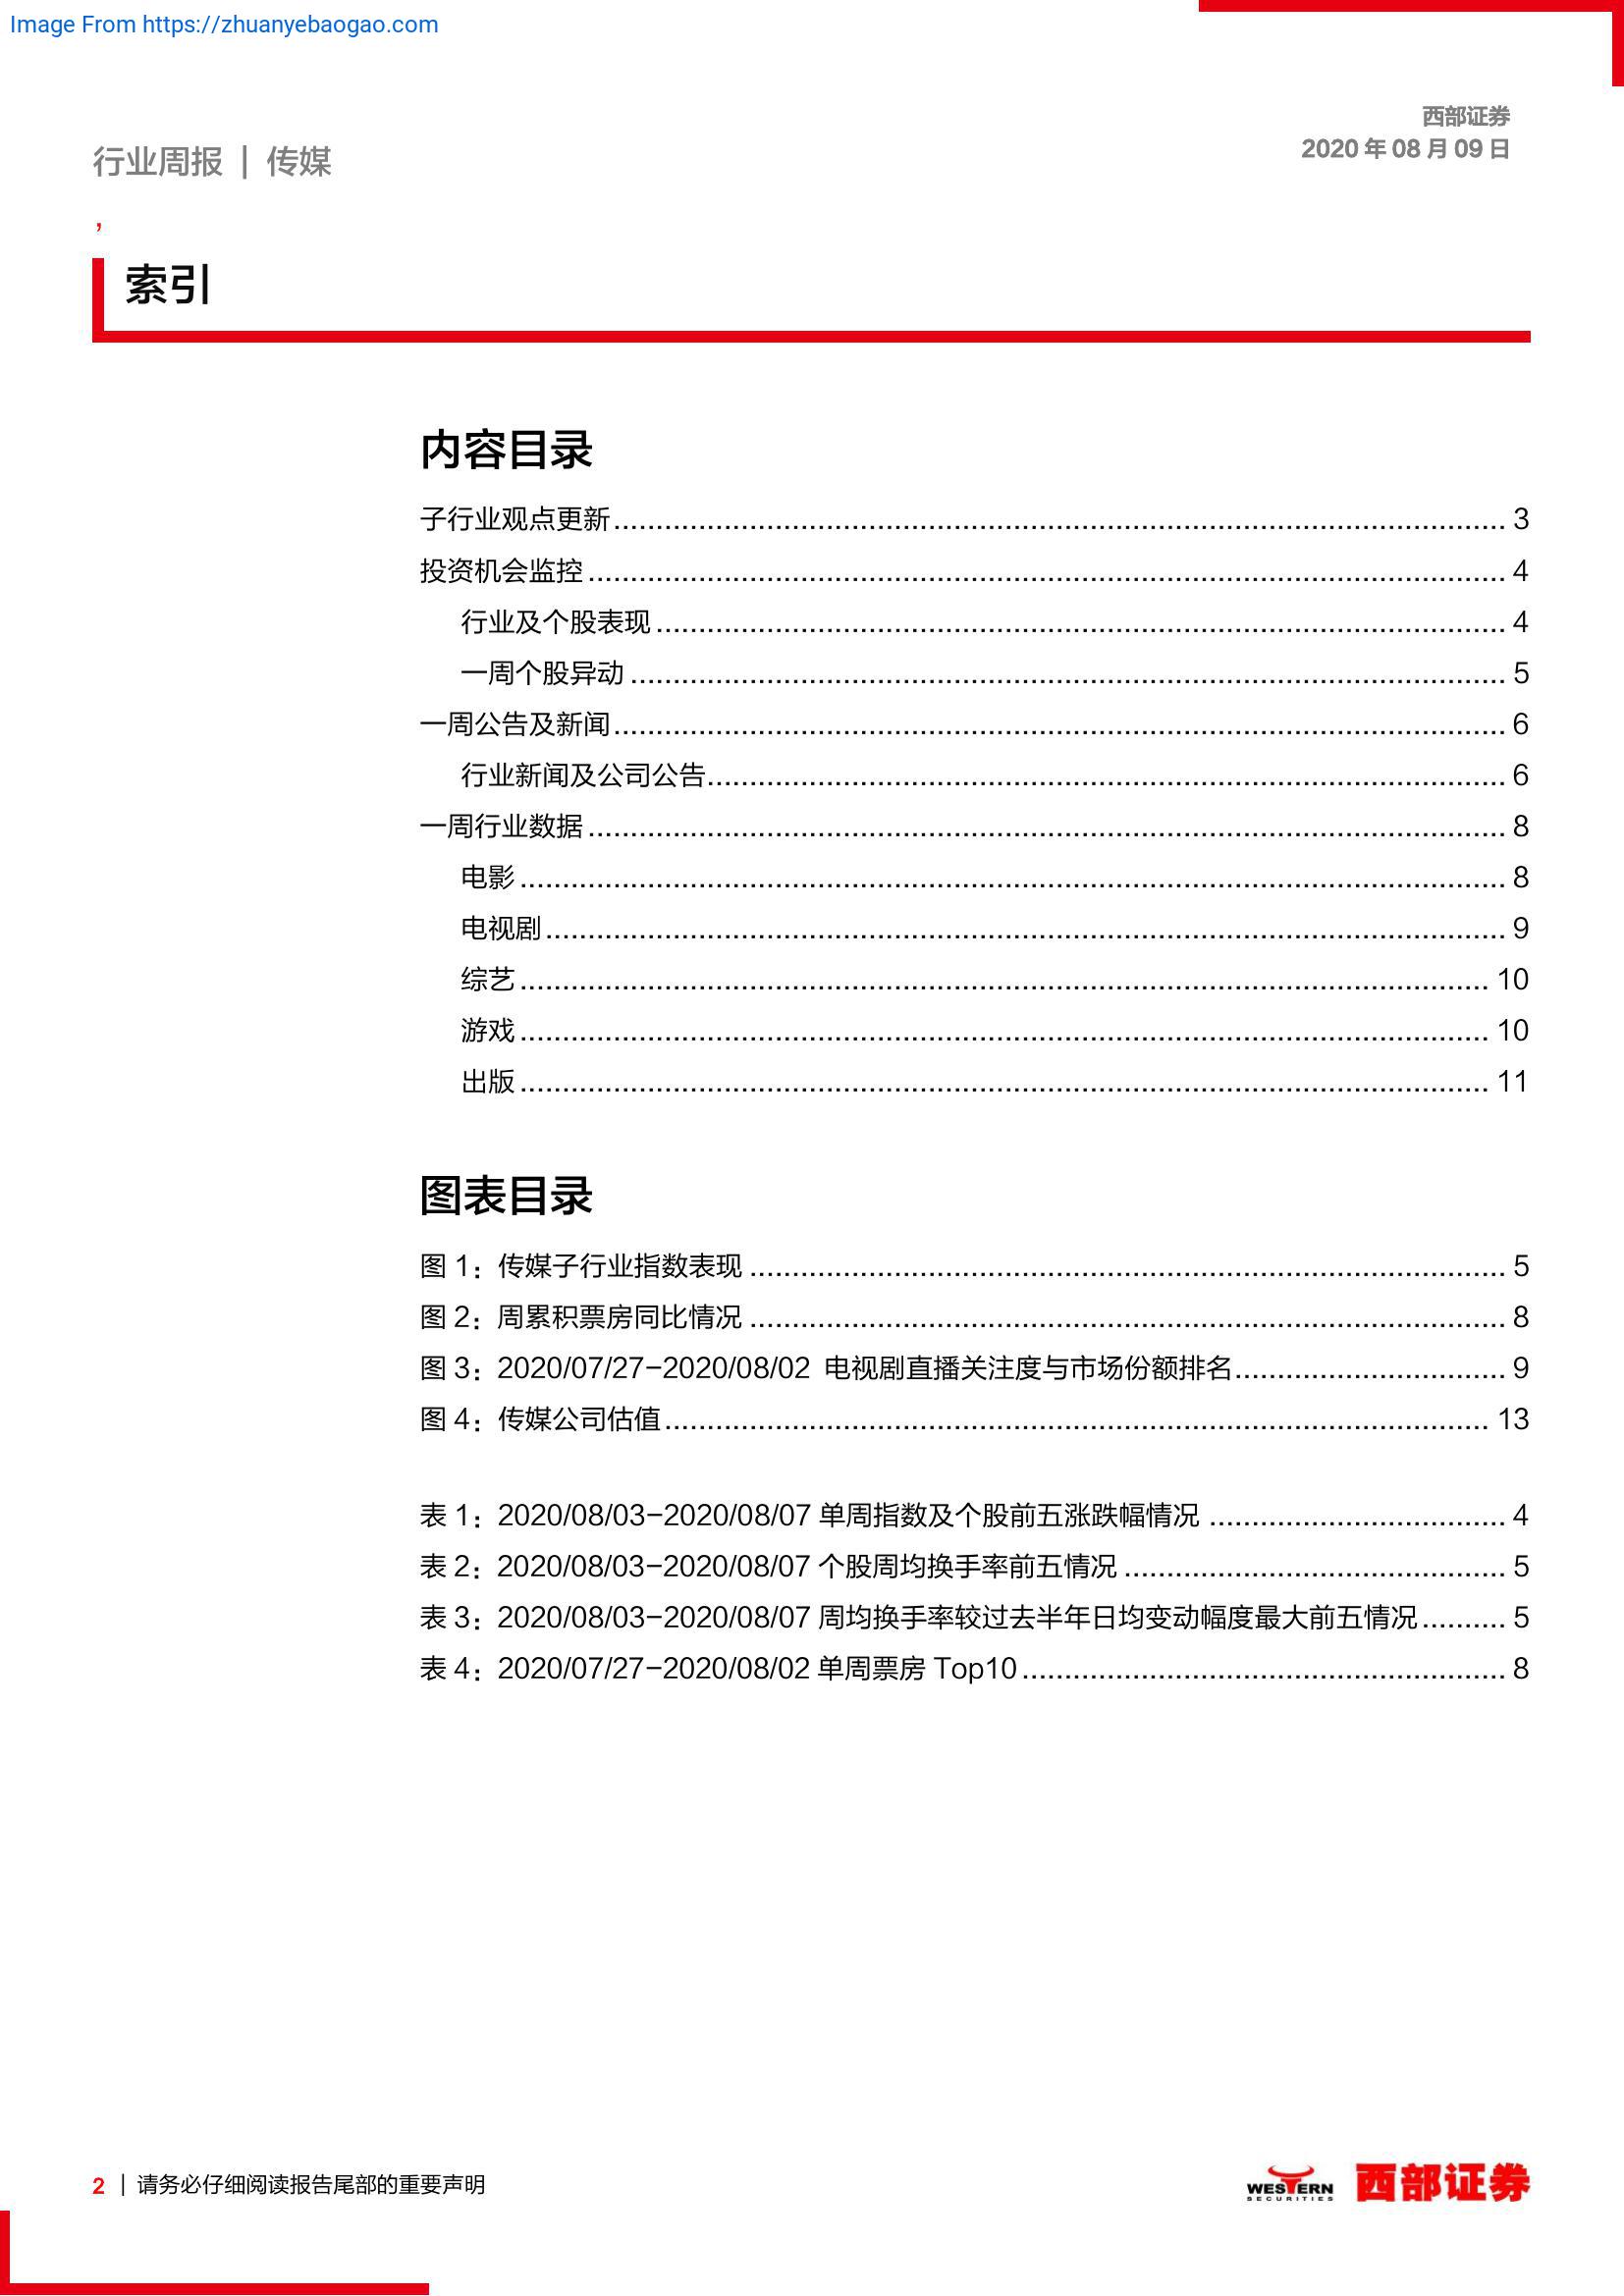 Image From https://zhuanyebaogao.com
西部证券
2020 年 08 月 09 日
行业周报 | 传媒
，
索引
内容目录
子行业观点更新 3
投资机会监控 4
行业及个股表现 4
一周个股异动 5
一周公告及新闻 6
行业新闻及公司公告 6
一周行业数据 8
电影 8
电视剧 9
综艺 10
游戏 10
出版 11
图表目录
图 1：传媒子行业指数表现 5
图 2：周累积票房同比情况 8
图 3：2020/07/27-2020/08/02 电视剧直播关注度与市场份额排名 9
图 4：传媒公司估值 13
表 1：2020/08/03-2020/08/07 单周指数及个股前五涨跌幅情况 4
表 2：2020/08/03-2020/08/07 个股周均换手率前五情况 5
表 3：2020/08/03-2020/08/07 周均换手率较过去半年日均变动幅度最大前五情况 5
表 4：2020/07/27-2020/08/02 单周票房 Top10 8
2 | 请务必仔细阅读报告尾部的重要声明
WESTERN
SECURITIES
西部证券